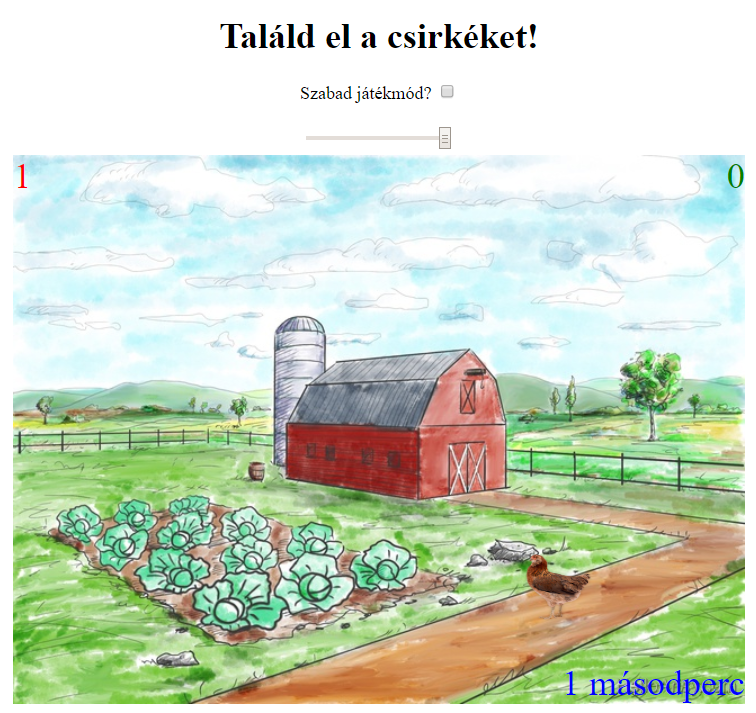 Találd el a csirkéket!
Szabad játékmód?
1
0
1 másodperc